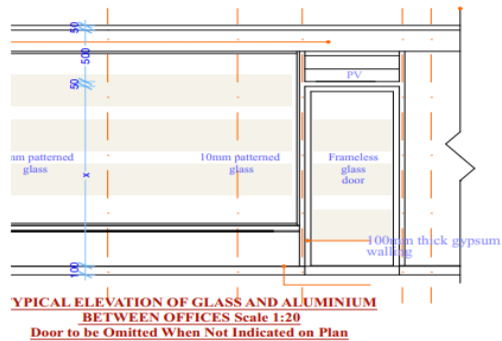 50
500
50
PV
mm patterned
glass
10mm patterned
glass
Frameless
glass
door
x
100mm thick gypsum
walling
100
TYPICAL ELEVATION OF GLASS AND ALUMINIUM
BETWEEN OFFICES Scale 1:20
Door to be Omitted When Not Indicated on Plan